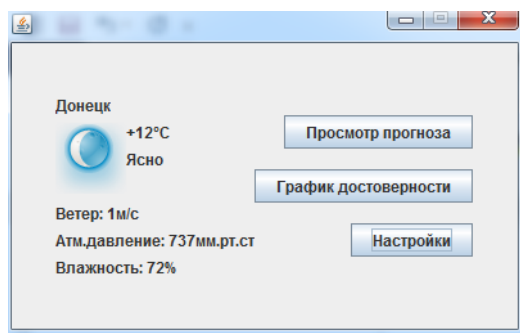 Донецк
+12°C
Ясно
Просмотр прогноза
График достоверности
Ветер: 1м/с
Атм.давление: 737мм.рт.ст
Настройки
Влажность: 72%